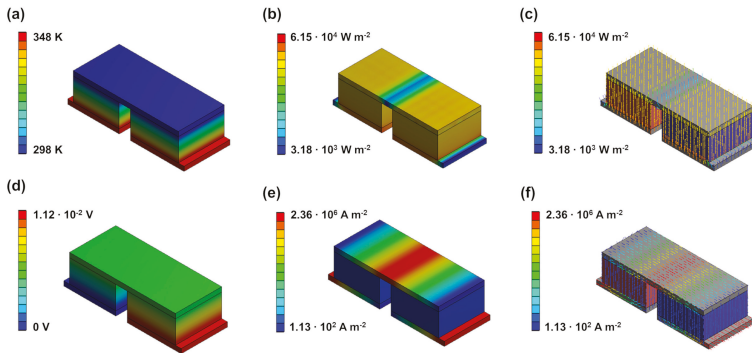 (a)
348 K
298 K
(b)
6.15 · 10⁴ W m⁻²
3.18 · 10³ W m⁻²
(c)
6.15 · 10⁴ W m⁻²
3.18 · 10³ W m⁻²
(d)
1.12 · 10⁻² V
0 V
(e)
2.36 · 10⁶ A m⁻²
1.13 · 10² A m⁻²
(f)
2.36 · 10⁶ A m⁻²
1.13 · 10² A m⁻²